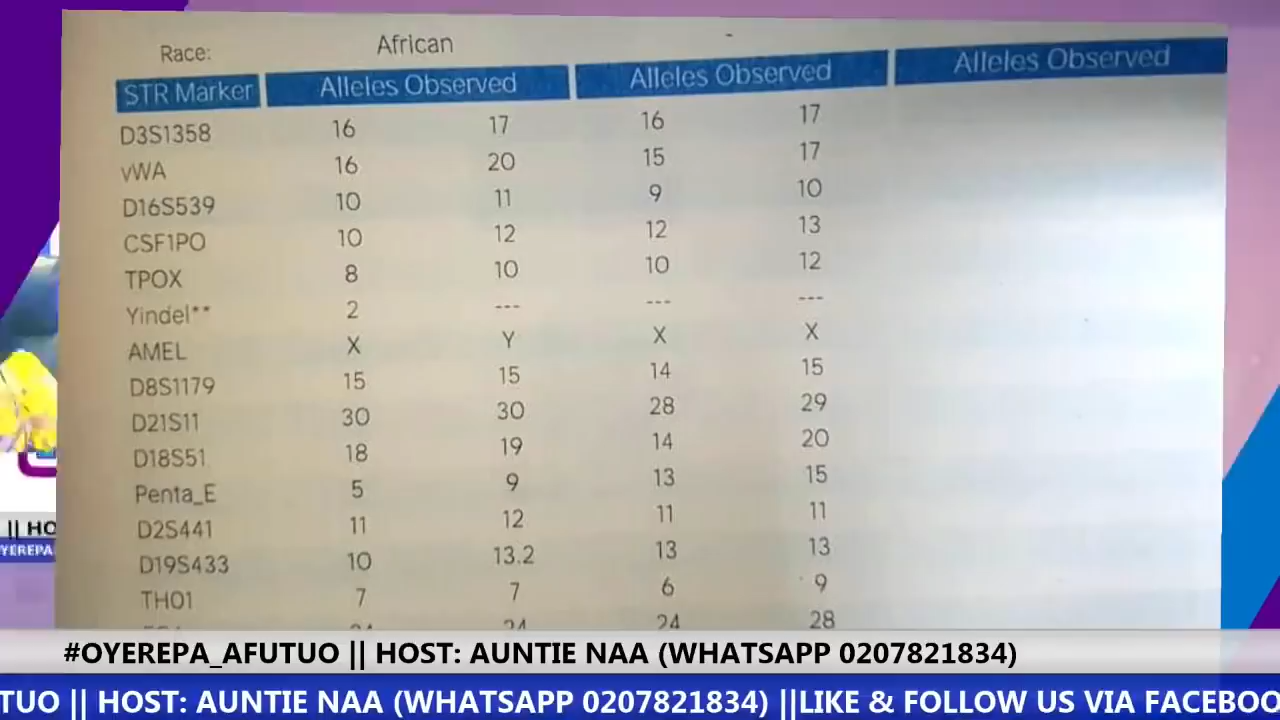 Race: African -
STR Marker Alleles Observed Alleles Observed Alleles Observed
D3S1358 16 17 16 17
vWA 16 20 15 17
D16S539 10 11 9 10
CSF1PO 10 12 12 13
TPOX 8 10 10 12
Yindel** 2 --- --- ---
AMEL X Y X X
D8S1179 15 15 14 15
D21S11 30 30 28 29
D18S51 18 19 14 20
Penta_E 5 9 13 15
D2S441 11 12 11 11
D19S433 10 13.2 13 13
TH01 7 7 6 9
24 24 24 28
|| HO
YEREPA
#OYEREPA_AFUTUO || HOST: AUNTIE NAA (WHATSAPP 0207821834)
TUO || HOST: AUNTIE NAA (WHATSAPP 0207821834) ||LIKE & FOLLOW US VIA FACEBOO